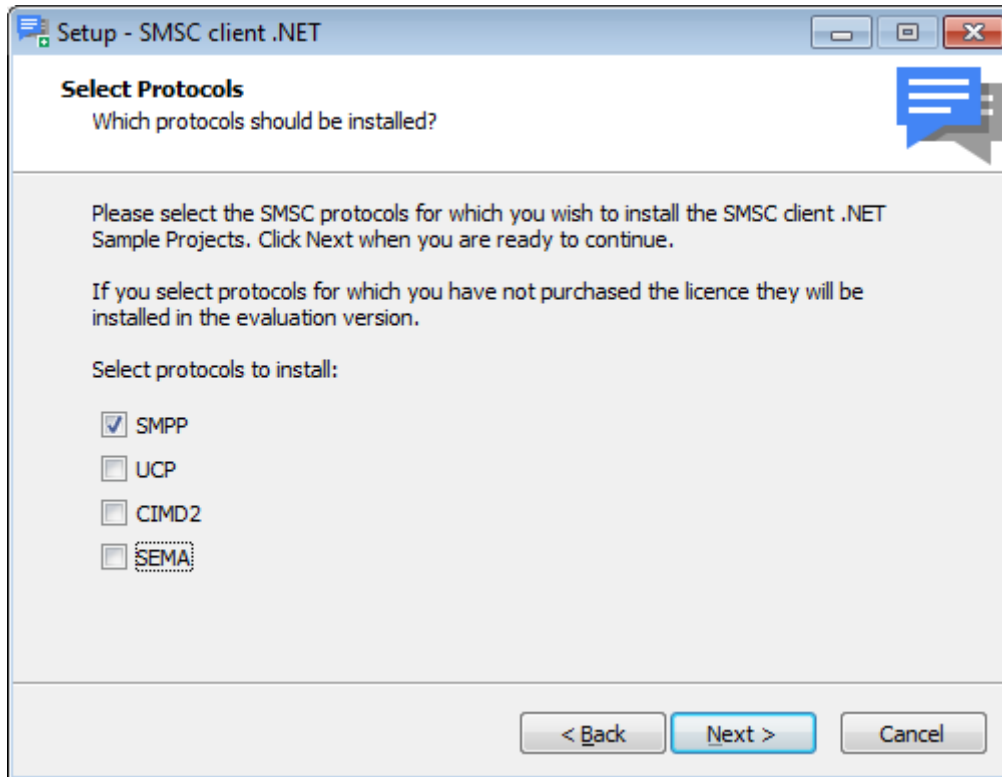 Setup - SMSC client .NET
Select Protocols
Which protocols should be installed?
Please select the SMSC protocols for which you wish to install the SMSC client .NET
Sample Projects. Click Next when you are ready to continue.
If you select protocols for which you have not purchased the licence they will be
installed in the evaluation version.
Select protocols to install:
SMPP
UCP
CIMD2
SEMA
< Back Next > Cancel